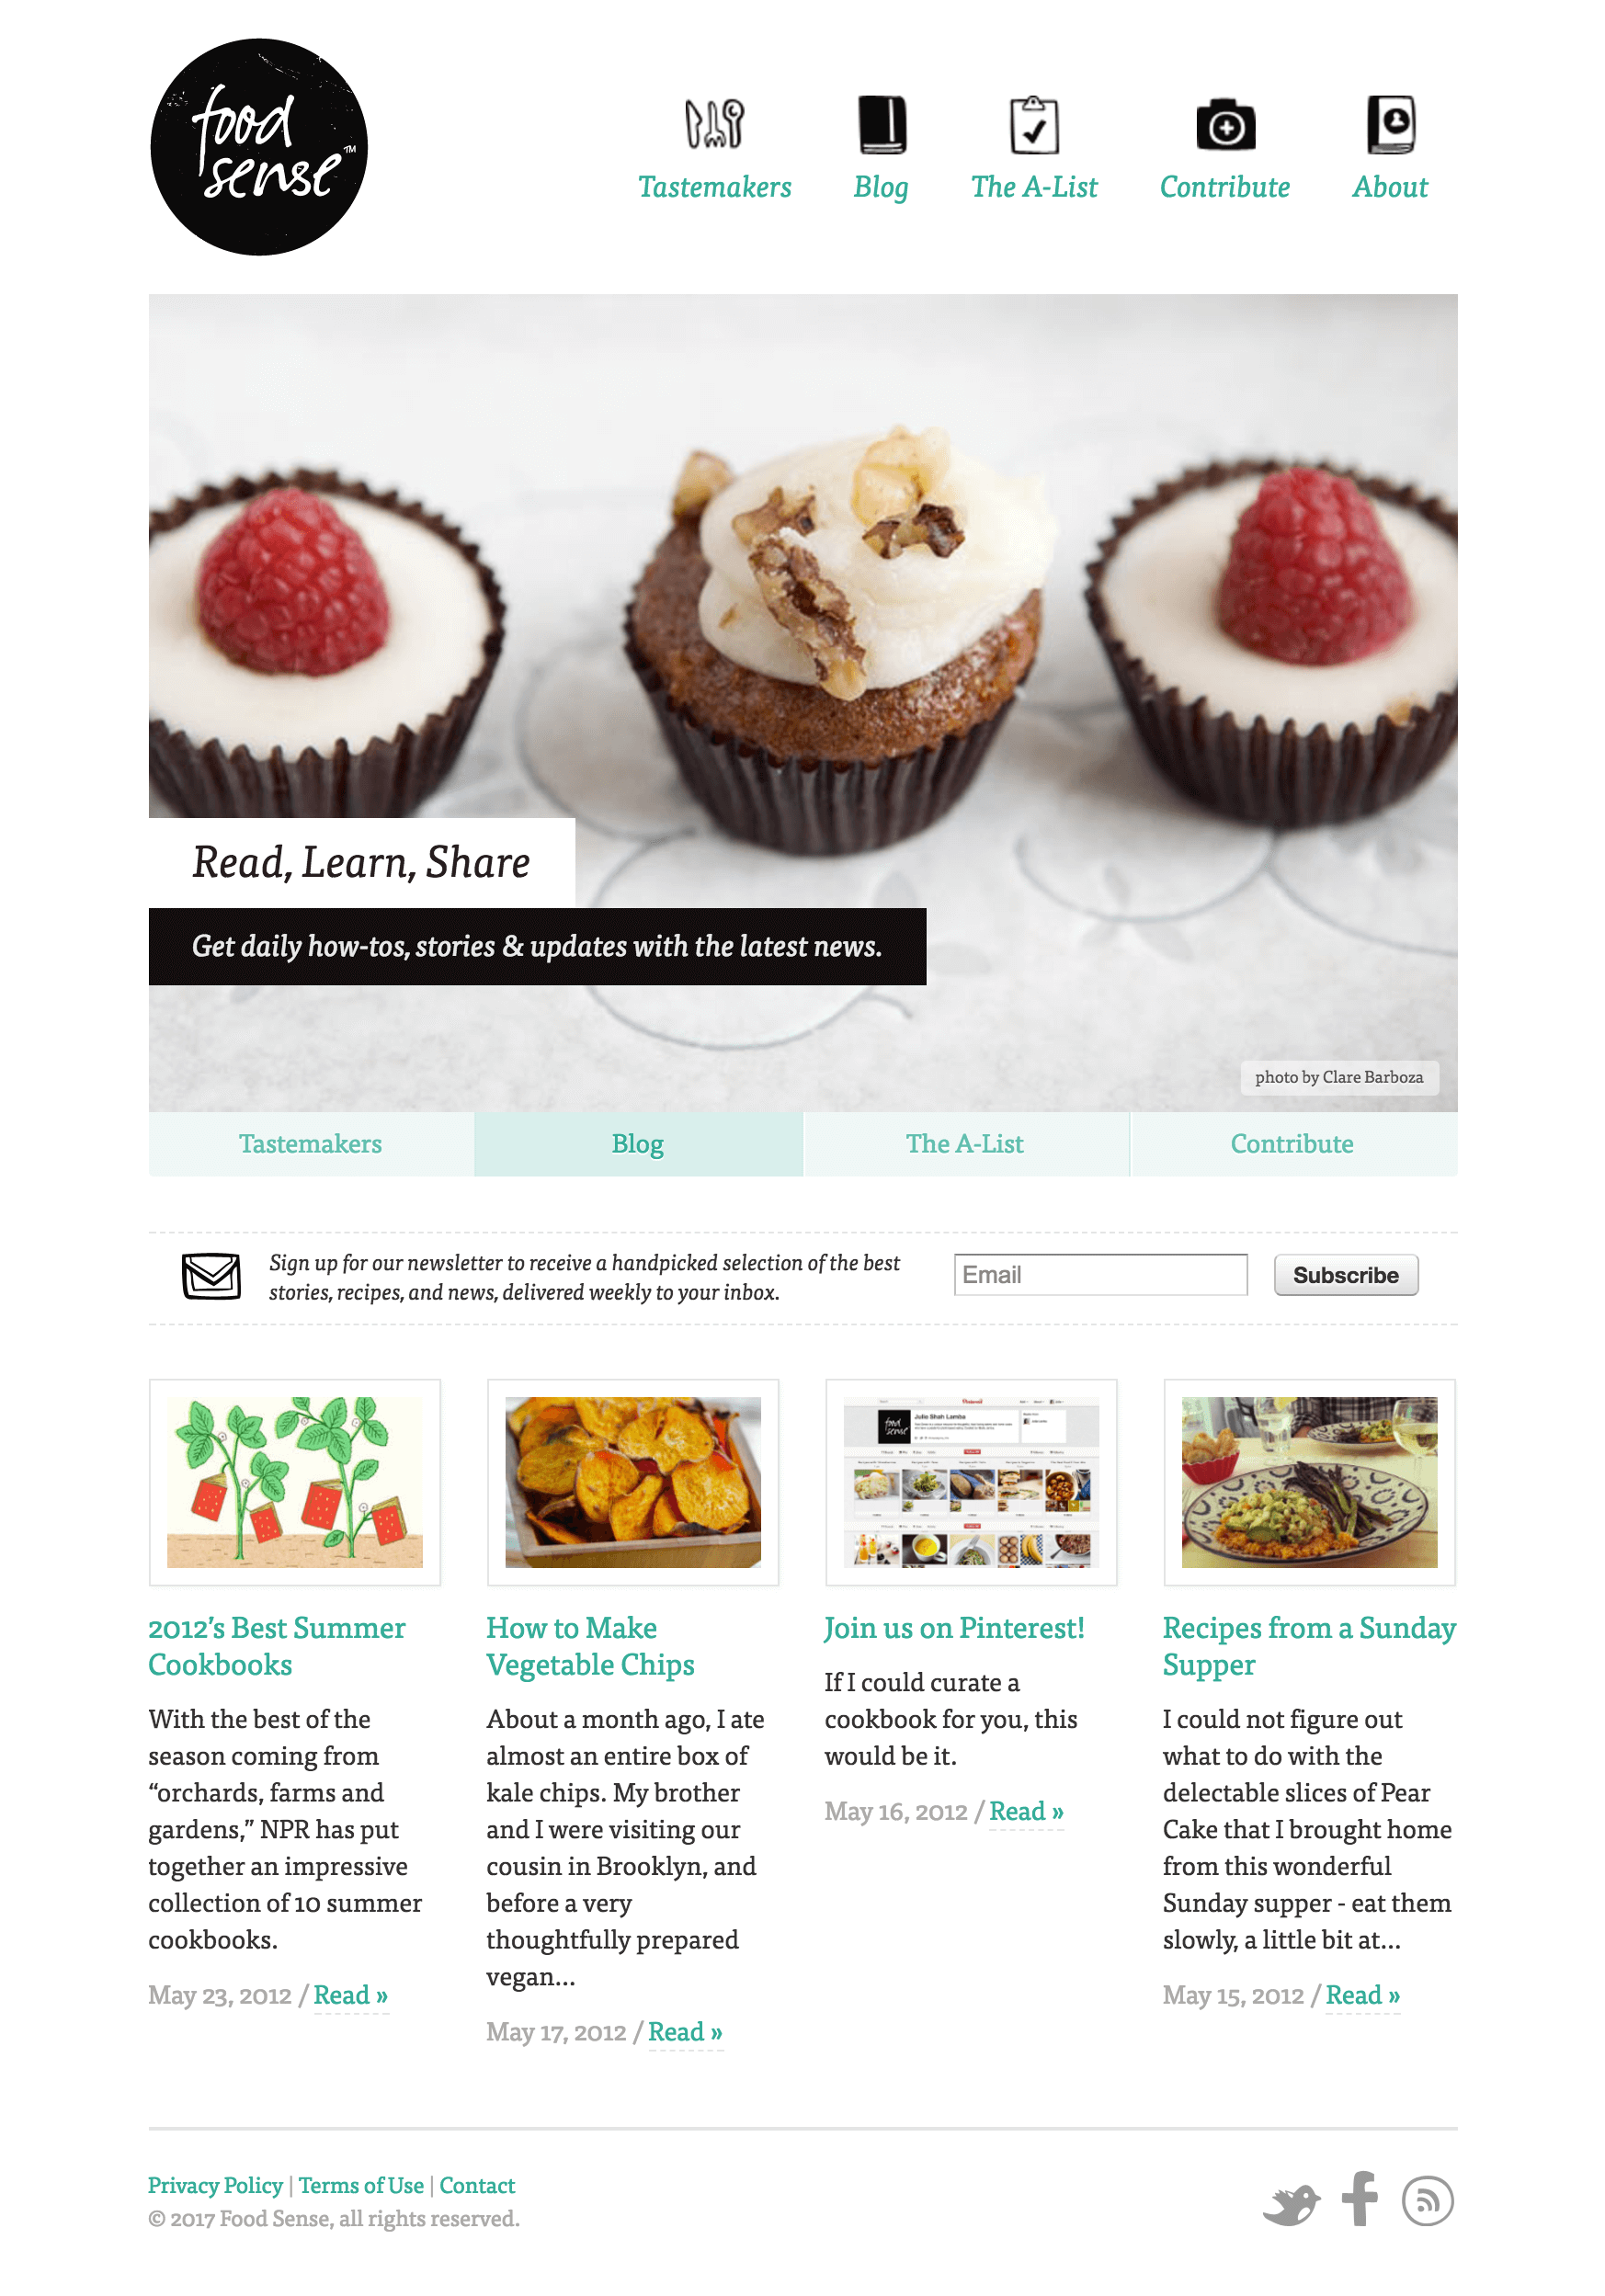 food
sense™
Tastemakers
Blog
The A-List
Contribute
About
Read, Learn, Share
Get daily how-tos, stories & updates with the latest news.
photo by Clare Barboza
Tastemakers
Blog
The A-List
Contribute
Sign up for our newsletter to receive a handpicked selection of the best
stories, recipes, and news, delivered weekly to your inbox.
Email
Subscribe
Julie Shah Lamba
food
sense
2012’s Best Summer
Cookbooks
With the best of the
season coming from
“orchards, farms and
gardens,” NPR has put
together an impressive
collection of 10 summer
cookbooks.
May 23, 2012 / Read »
How to Make
Vegetable Chips
About a month ago, I ate
almost an entire box of
kale chips. My brother
and I were visiting our
cousin in Brooklyn, and
before a very
thoughtfully prepared
vegan...
May 17, 2012 / Read »
Join us on Pinterest!
If I could curate a
cookbook for you, this
would be it.
May 16, 2012 / Read »
Recipes from a Sunday
Supper
I could not figure out
what to do with the
delectable slices of Pear
Cake that I brought home
from this wonderful
Sunday supper - eat them
slowly, a little bit at...
May 15, 2012 / Read »
Privacy Policy | Terms of Use | Contact
© 2017 Food Sense, all rights reserved.